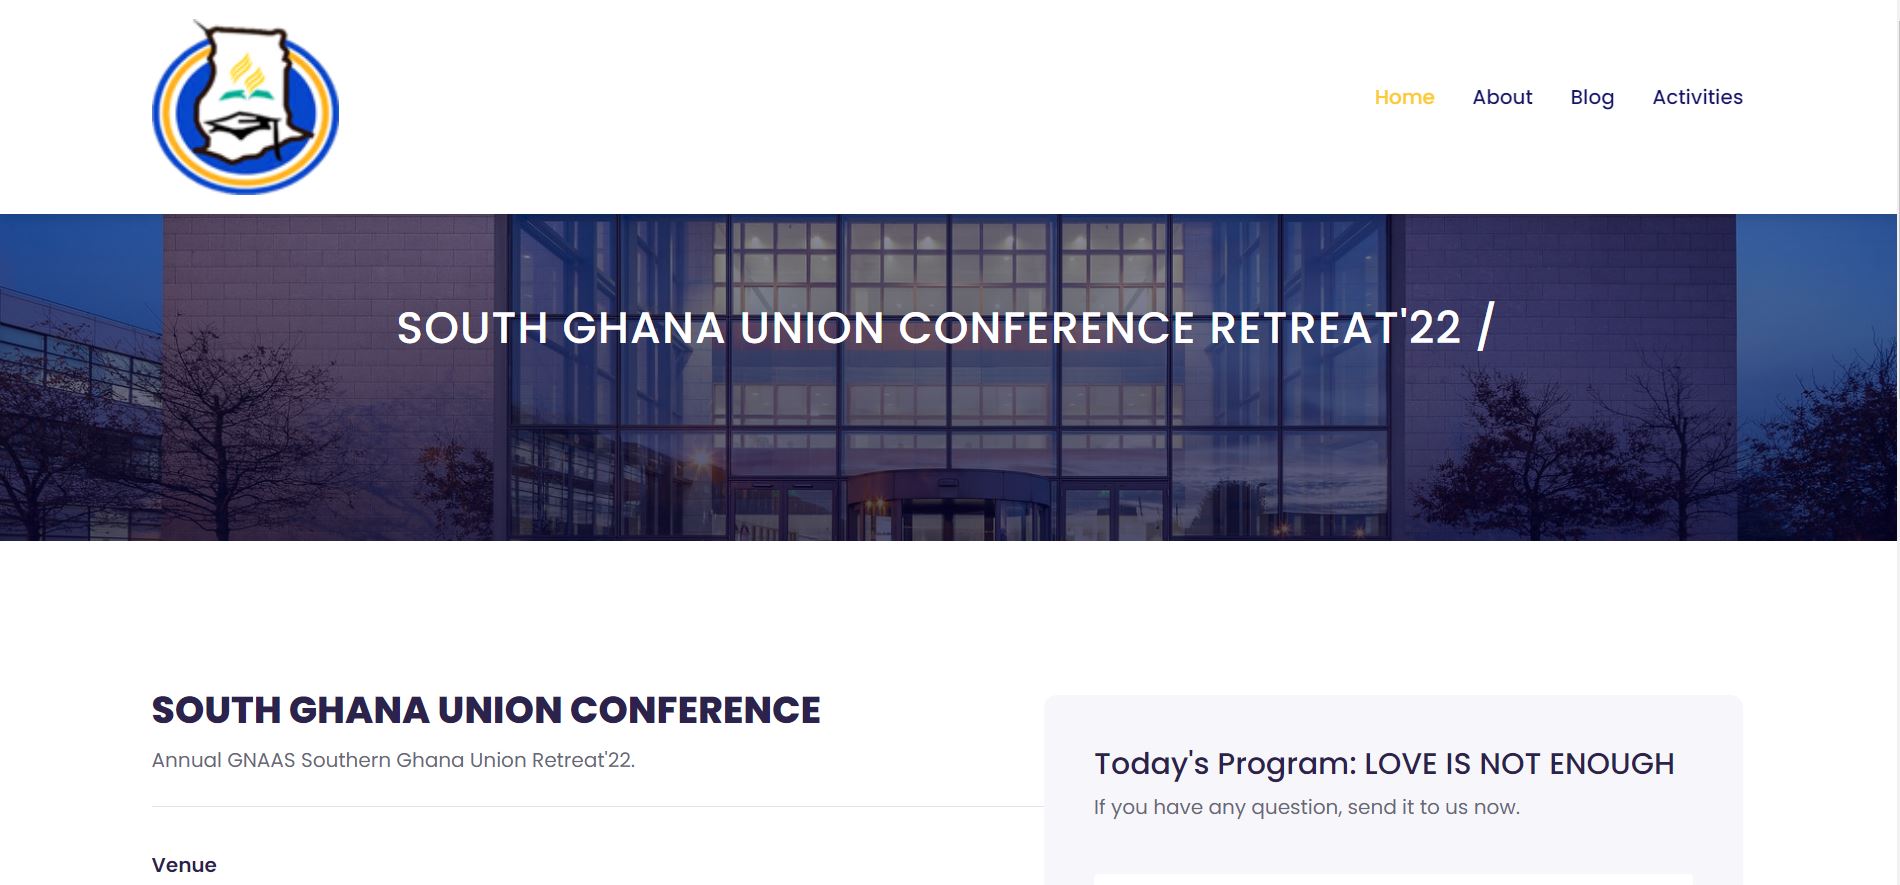 Home About Blog Activities
SOUTH GHANA UNION CONFERENCE RETREAT'22 /
SOUTH GHANA UNION CONFERENCE
Annual GNAAS Southern Ghana Union Retreat'22.
Venue
Today's Program: LOVE IS NOT ENOUGH
If you have any question, send it to us now.